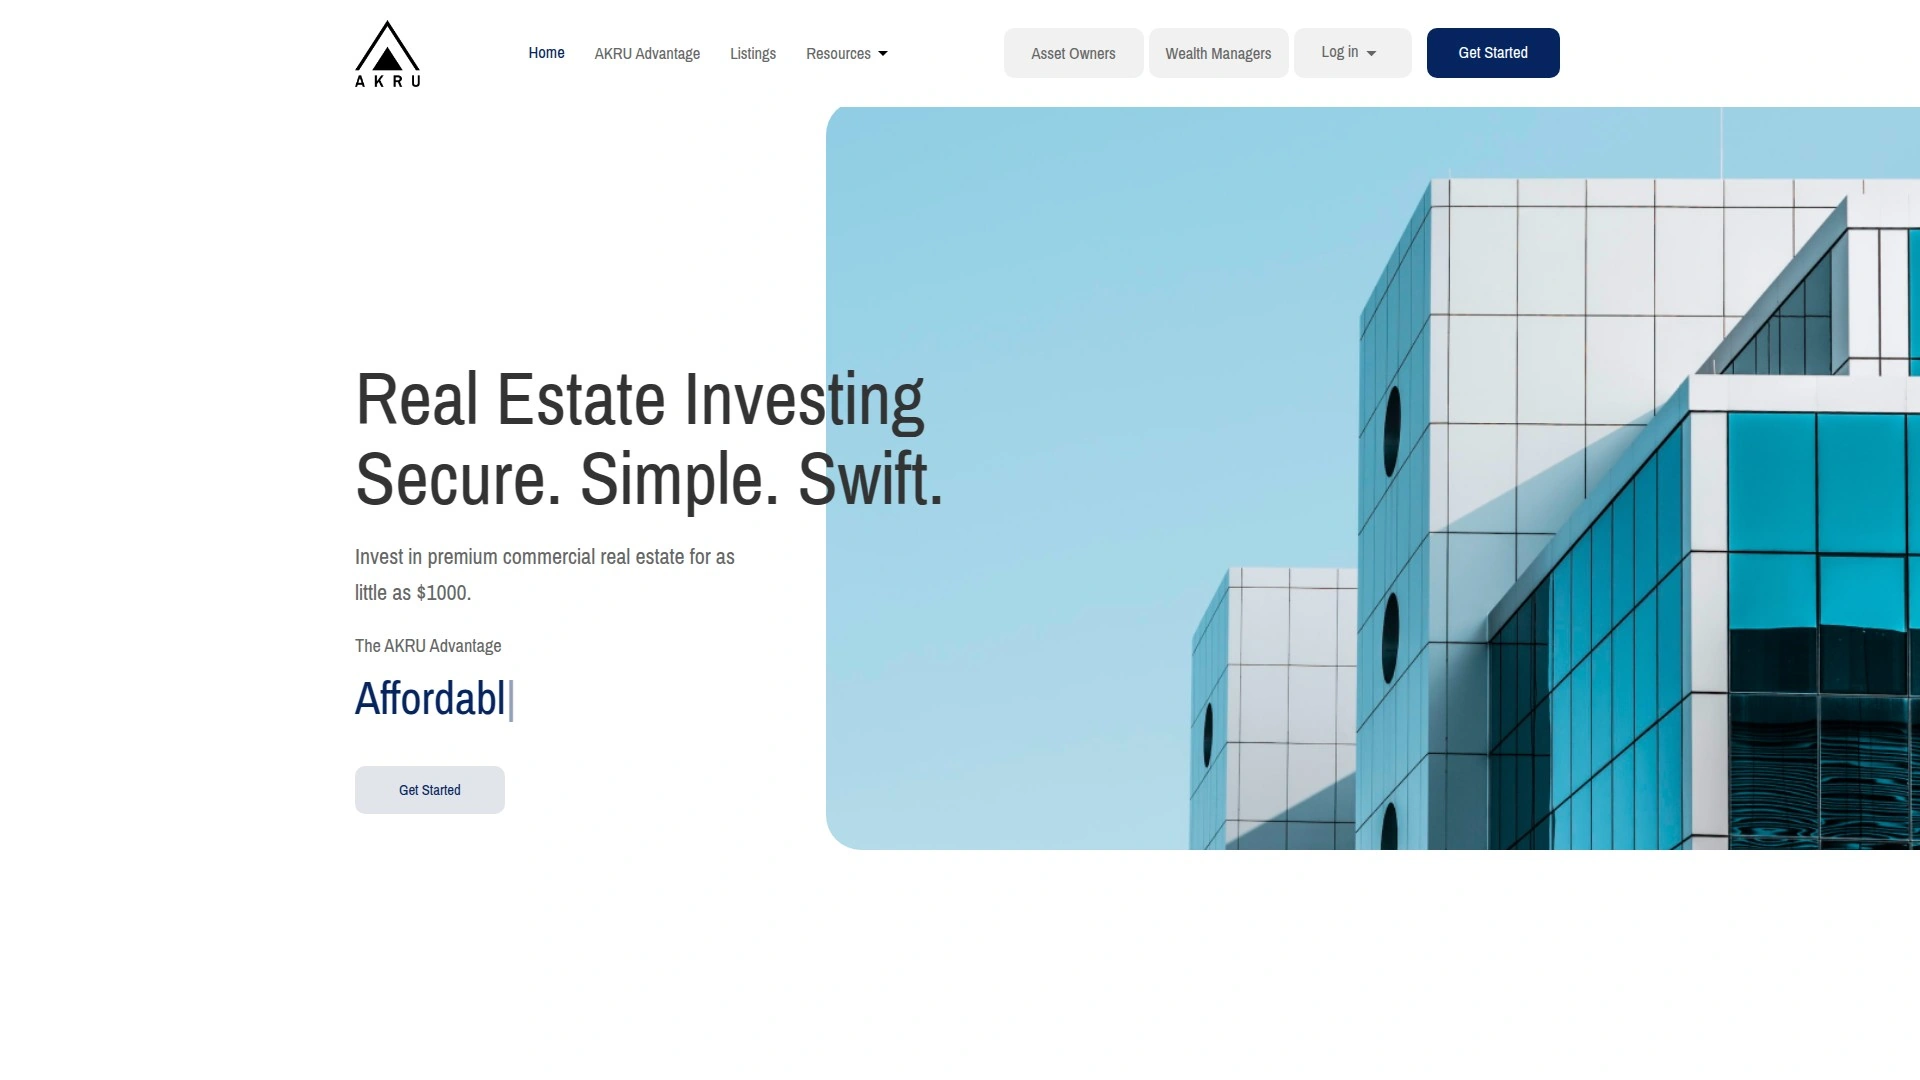 AKRU
Home
AKRU Advantage
Listings
Resources
Asset Owners
Wealth Managers
Log in
Get Started
Real Estate Investing
Secure. Simple. Swift.
Invest in premium commercial real estate for as
little as $1000.
The AKRU Advantage
Affordabl|
Get Started